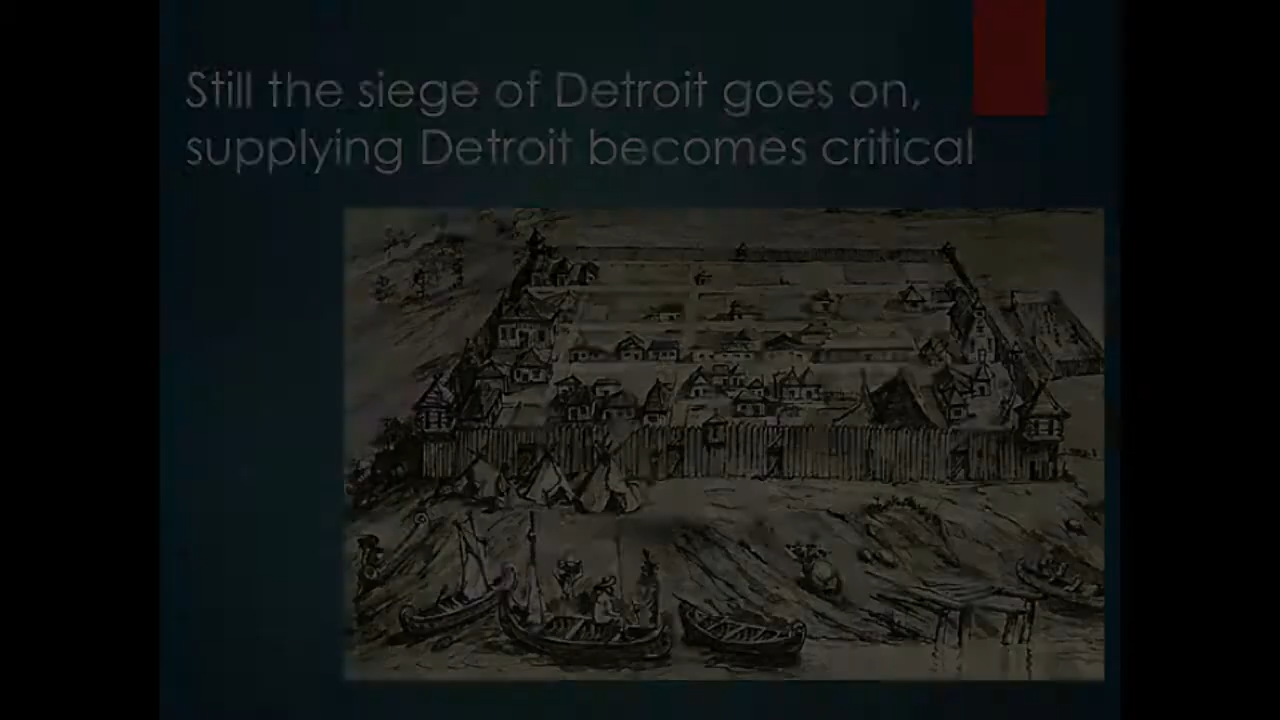 Still the siege of Detroit goes on,
supplying Detroit becomes critical